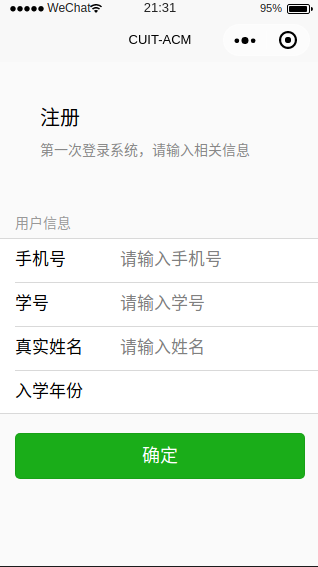 WeChat 21:31 95%
CUIT-ACM
注册
第一次登录系统，请输入相关信息
用户信息
手机号 请输入手机号
学号 请输入学号
真实姓名 请输入姓名
入学年份
确定